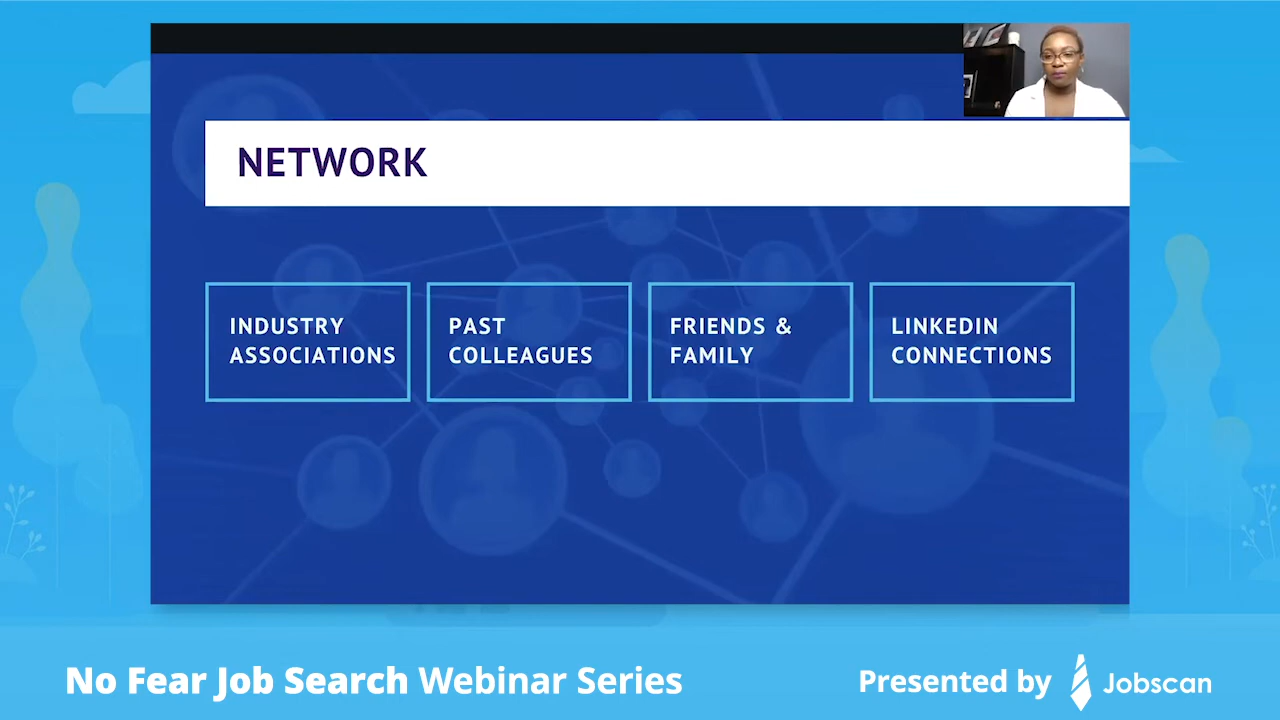 NETWORK
INDUSTRY
ASSOCIATIONS
PAST
COLLEAGUES
FRIENDS &
FAMILY
LINKEDIN
CONNECTIONS
No Fear Job Search Webinar Series
Presented by Jobscan